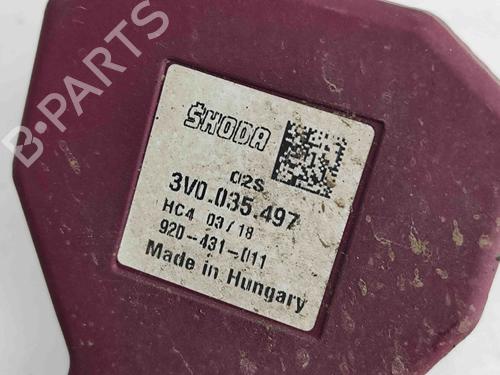 B-PARTS
ŠKODA
02S
3V0.035.497
HC4 03/18
920-431-011
Made in Hungary